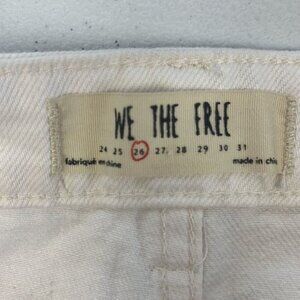 WE THE FREE
24 25 26 27 28 29 30 31
fabriqué en chine made in